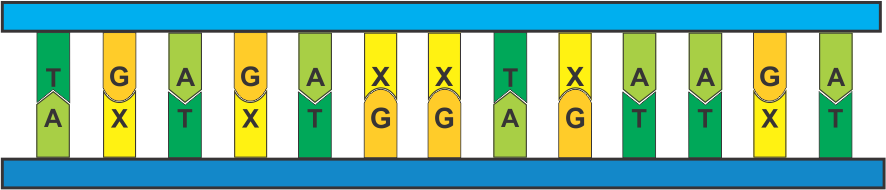 T G A G A X X T X A A G A
A X T X T G G A G T T X T